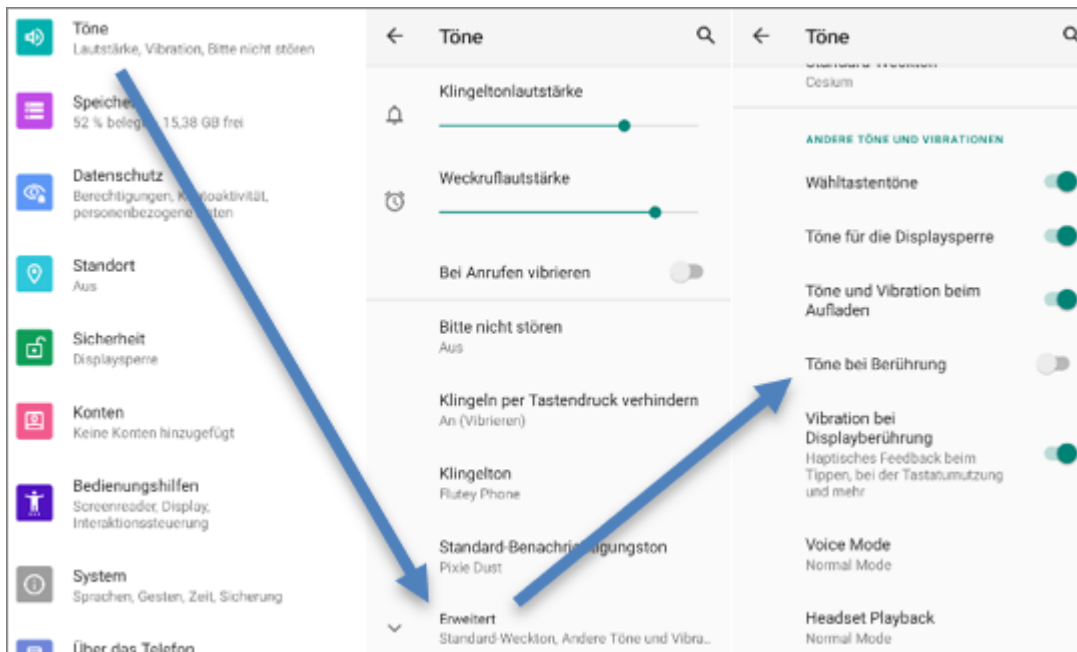 Töne
Lautstärke, Vibration, Bitte nicht stören
Speicher
52 % belegt 15,38 GB frei
Datenschutz
Berechtigungen, Kontoaktivität,
personenbezogene Daten
Standort
Aus
Sicherheit
Displaysperre
Konten
Keine Konten hinzugefügt
Bedienungshilfen
Screenreader, Display,
Interaktionssteuerung
System
Sprachen, Gesten, Zeit, Sicherung
Über das Telefon
Töne
Klingeltonlautstärke
Weckruflautstärke
Bei Anrufen vibrieren
Bitte nicht stören
Aus
Klingeln per Tastendruck verhindern
An (Vibrieren)
Klingelton
Flutey Phone
Standard-Benachrichtigungston
Pixie Dust
Erweitert
Standard-Weckton, Andere Töne und Vibra..
Töne
Standard-Weckton
Cesium
ANDERE TÖNE UND VIBRATIONEN
Wähltastentöne
Töne für die Displaysperre
Töne und Vibration beim
Aufladen
Töne bei Berührung
Vibration bei
Displayberührung
Haptisches Feedback beim
Tippen, bei der Tastaturnutzung
und mehr
Voice Mode
Normal Mode
Headset Playback
Normal Mode